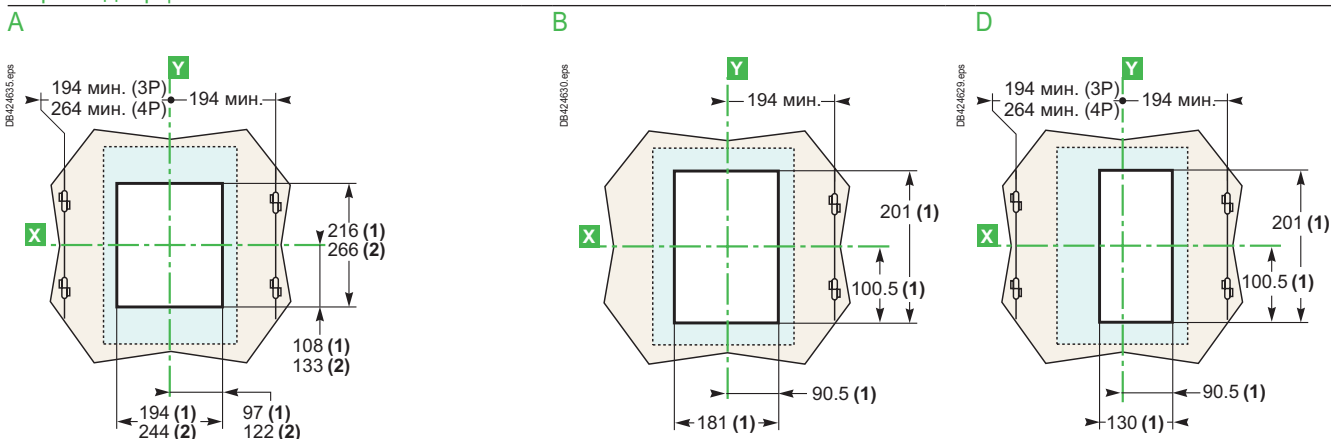 A
DB424635.eps
Y
194 мин. (3P)
264 мин. (4P)
194 мин.
X
216 (1)
266 (2)
108 (1)
133 (2)
194 (1)
244 (2)
97 (1)
122 (2)
B
DB424630.eps
Y
194 мин.
X
201 (1)
100.5 (1)
90.5 (1)
181 (1)
D
DB424629.eps
Y
194 мин. (3P)
264 мин. (4P)
194 мин.
X
201 (1)
100.5 (1)
90.5 (1)
130 (1)